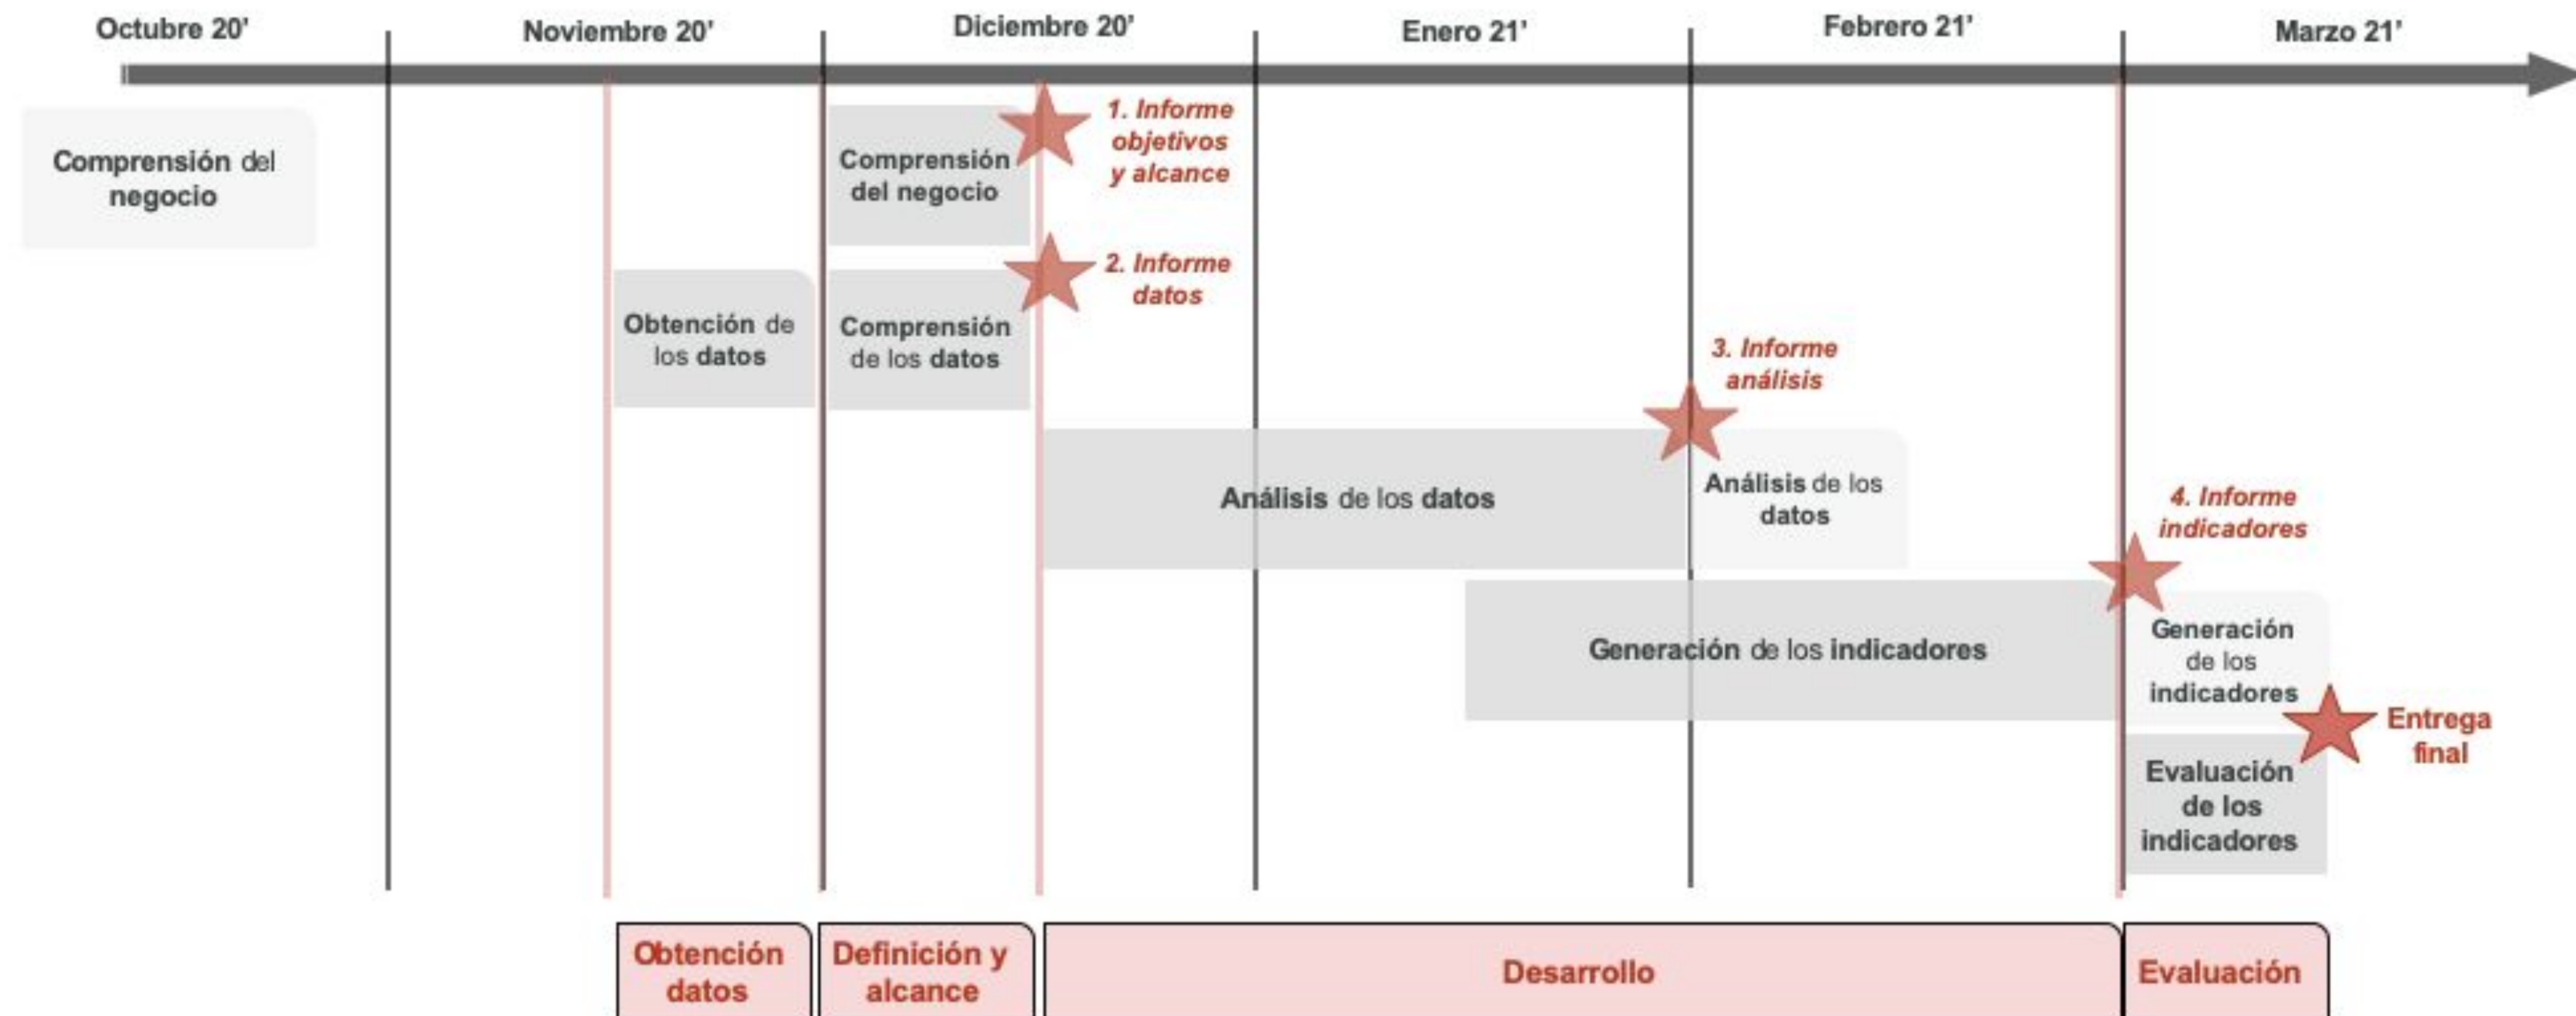 Octubre 20'
Noviembre 20'
Diciembre 20'
Enero 21'
Febrero 21'
Marzo 21'
Comprensión del
negocio
Comprensión
del negocio
1. Informe
objetivos
y alcance
Obtención de
los datos
Comprensión
de los datos
2. Informe
datos
Análisis de los datos
3. Informe
análisis
Análisis de los
datos
Generación de los indicadores
4. Informe
indicadores
Generación
de los
indicadores
Entrega
final
Evaluación
de los
indicadores
Obtención
datos
Definición y
alcance
Desarrollo
Evaluación